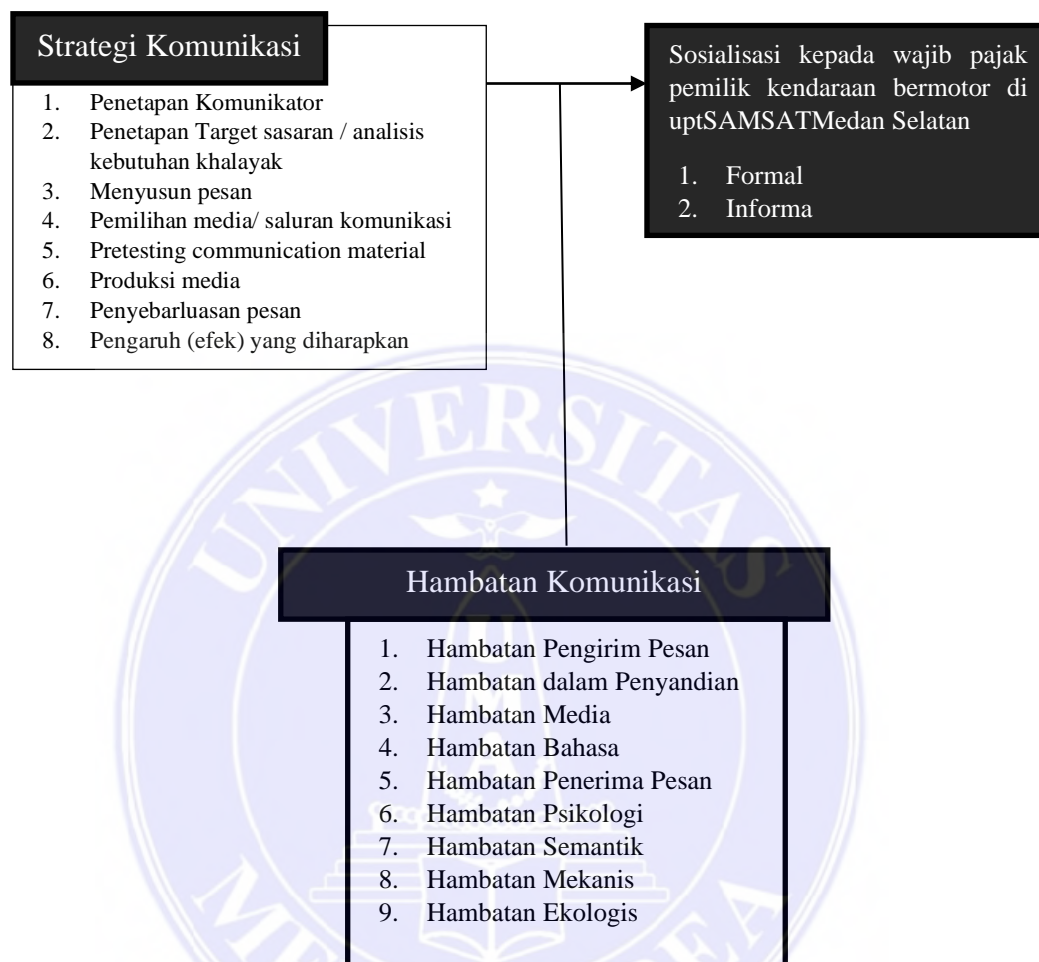 Strategi Komunikasi
1. Penetapan Komunikator
2. Penetapan Target sasaran / analisis
kebutuhan khalayak
3. Menyusun pesan
4. Pemilihan media/ saluran komunikasi
5. Pretesting communication material
6. Produksi media
7. Penyebarluasan pesan
8. Pengaruh (efek) yang diharapkan
Sosialisasi kepada wajib pajak
pemilik kendaraan bermotor di
uptSAMSATMedan Selatan
1. Formal
2. Informa
UNIVERSITAS
Hambatan Komunikasi
1. Hambatan Pengirim Pesan
2. Hambatan dalam Penyandian
3. Hambatan Media
4. Hambatan Bahasa
5. Hambatan Penerima Pesan
6. Hambatan Psikologi
7. Hambatan Semantik
8. Hambatan Mekanis
9. Hambatan Ekologis
UMA